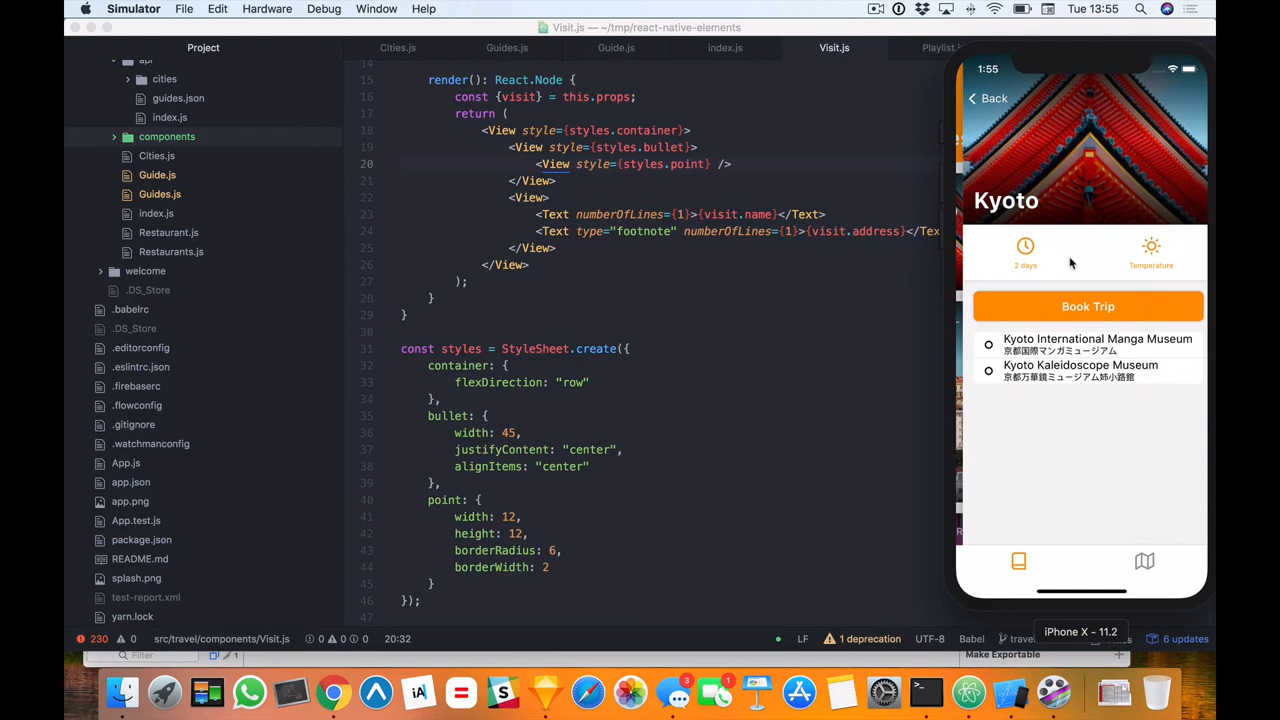 Simulator File Edit Hardware Debug Window Help
Tue 13:55
Visit.js — ~/tmp/react-native-elements
Project
Cities.js
Guides.js
Guide.js
index.js
Visit.js
Playlist.
api
cities
guides.json
index.js
components
Cities.js
Guide.js
Guides.js
index.js
Restaurant.js
Restaurants.js
welcome
.DS_Store
.babelrc
.DS_Store
.editorconfig
.eslintrc.json
.firebaserc
.flowconfig
.gitignore
.watchmanconfig
App.js
app.json
app.png
App.test.js
package.json
README.md
splash.png
test-report.xml
yarn.lock
14
15 render(): React.Node {
16 const {visit} = this.props;
17 return (
18 <View style={styles.container}>
19 <View style={styles.bullet}>
20 <View style={styles.point} />
21 </View>
22 <View>
23 <Text numberOfLines={1}>{visit.name}</Text>
24 <Text type="footnote" numberOfLines={1}>{visit.address}</Tex
25 </View>
26 </View>
27 );
28 }
29 }
30
31 const styles = StyleSheet.create({
32 container: {
33 flexDirection: "row"
34 },
35 bullet: {
36 width: 45,
37 justifyContent: "center",
38 alignItems: "center"
39 },
40 point: {
41 width: 12,
42 height: 12,
43 borderRadius: 6,
44 borderWidth: 2
45 }
46 });
47
1:55
Back
Kyoto
2 days
Temperature
Book Trip
Kyoto International Manga Museum
京都国際マンガミュージアム
Kyoto Kaleidoscope Museum
京都万華鏡ミュージアム姉小路館
iPhone X - 11.2
230 0 src/travel/components/Visit.js 0 0 0 20:32
LF 1 deprecation UTF-8 Babel trave 6 updates
Filter
1
Make Exportable
3
1